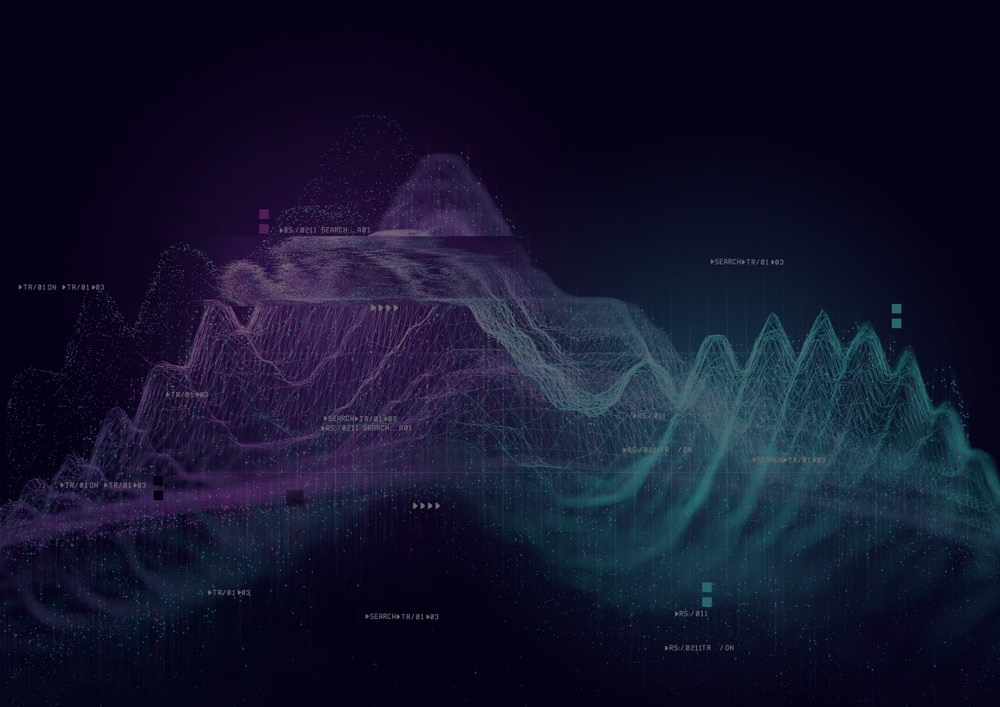 ▶RS:/0211 SEARCH...A01
▶SEARCH▶TR/01▶03
▶TR/01ON ▶TR/01▶03
▶▶▶▶
▶TR/01▶03
▶SEARCH▶TR/01▶03
▶RS:/0211 SEARCH...A01
▶RS:/011
▶RS:/0211TR /ON
▶SEARCH▶TR/01▶03
▶TR/01ON ▶TR/01▶03
▶▶▶▶
▶TR/01▶03
▶RS:/011
▶SEARCH▶TR/01▶03
▶RS:/0211TR /ON